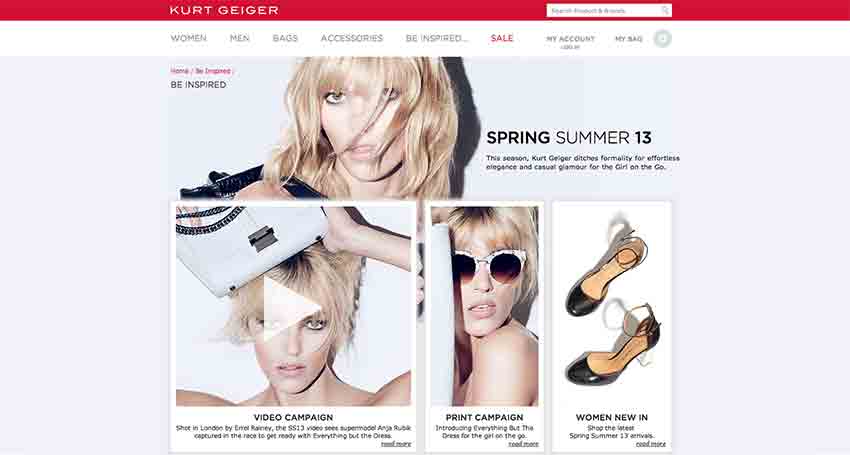 KURT GEIGER
Search Product & Brands
WOMEN MEN BAGS ACCESSORIES BE INSPIRED... SALE MY ACCOUNT MY BAG 0
LOG IN
Home / Be Inspired /
BE INSPIRED
SPRING SUMMER 13
This season, Kurt Geiger ditches formality for effortless
elegance and casual glamour for the Girl on the Go.
VIDEO CAMPAIGN
Shot in London by Errol Rainey, the SS13 video sees supermodel Anja Rubik
captured in the race to get ready with Everything but the Dress.
read more
PRINT CAMPAIGN
Introducing Everything But This
Dress for the girl on the go.
read more
WOMEN NEW IN
Shop the latest
Spring Summer 13 arrivals.
read more